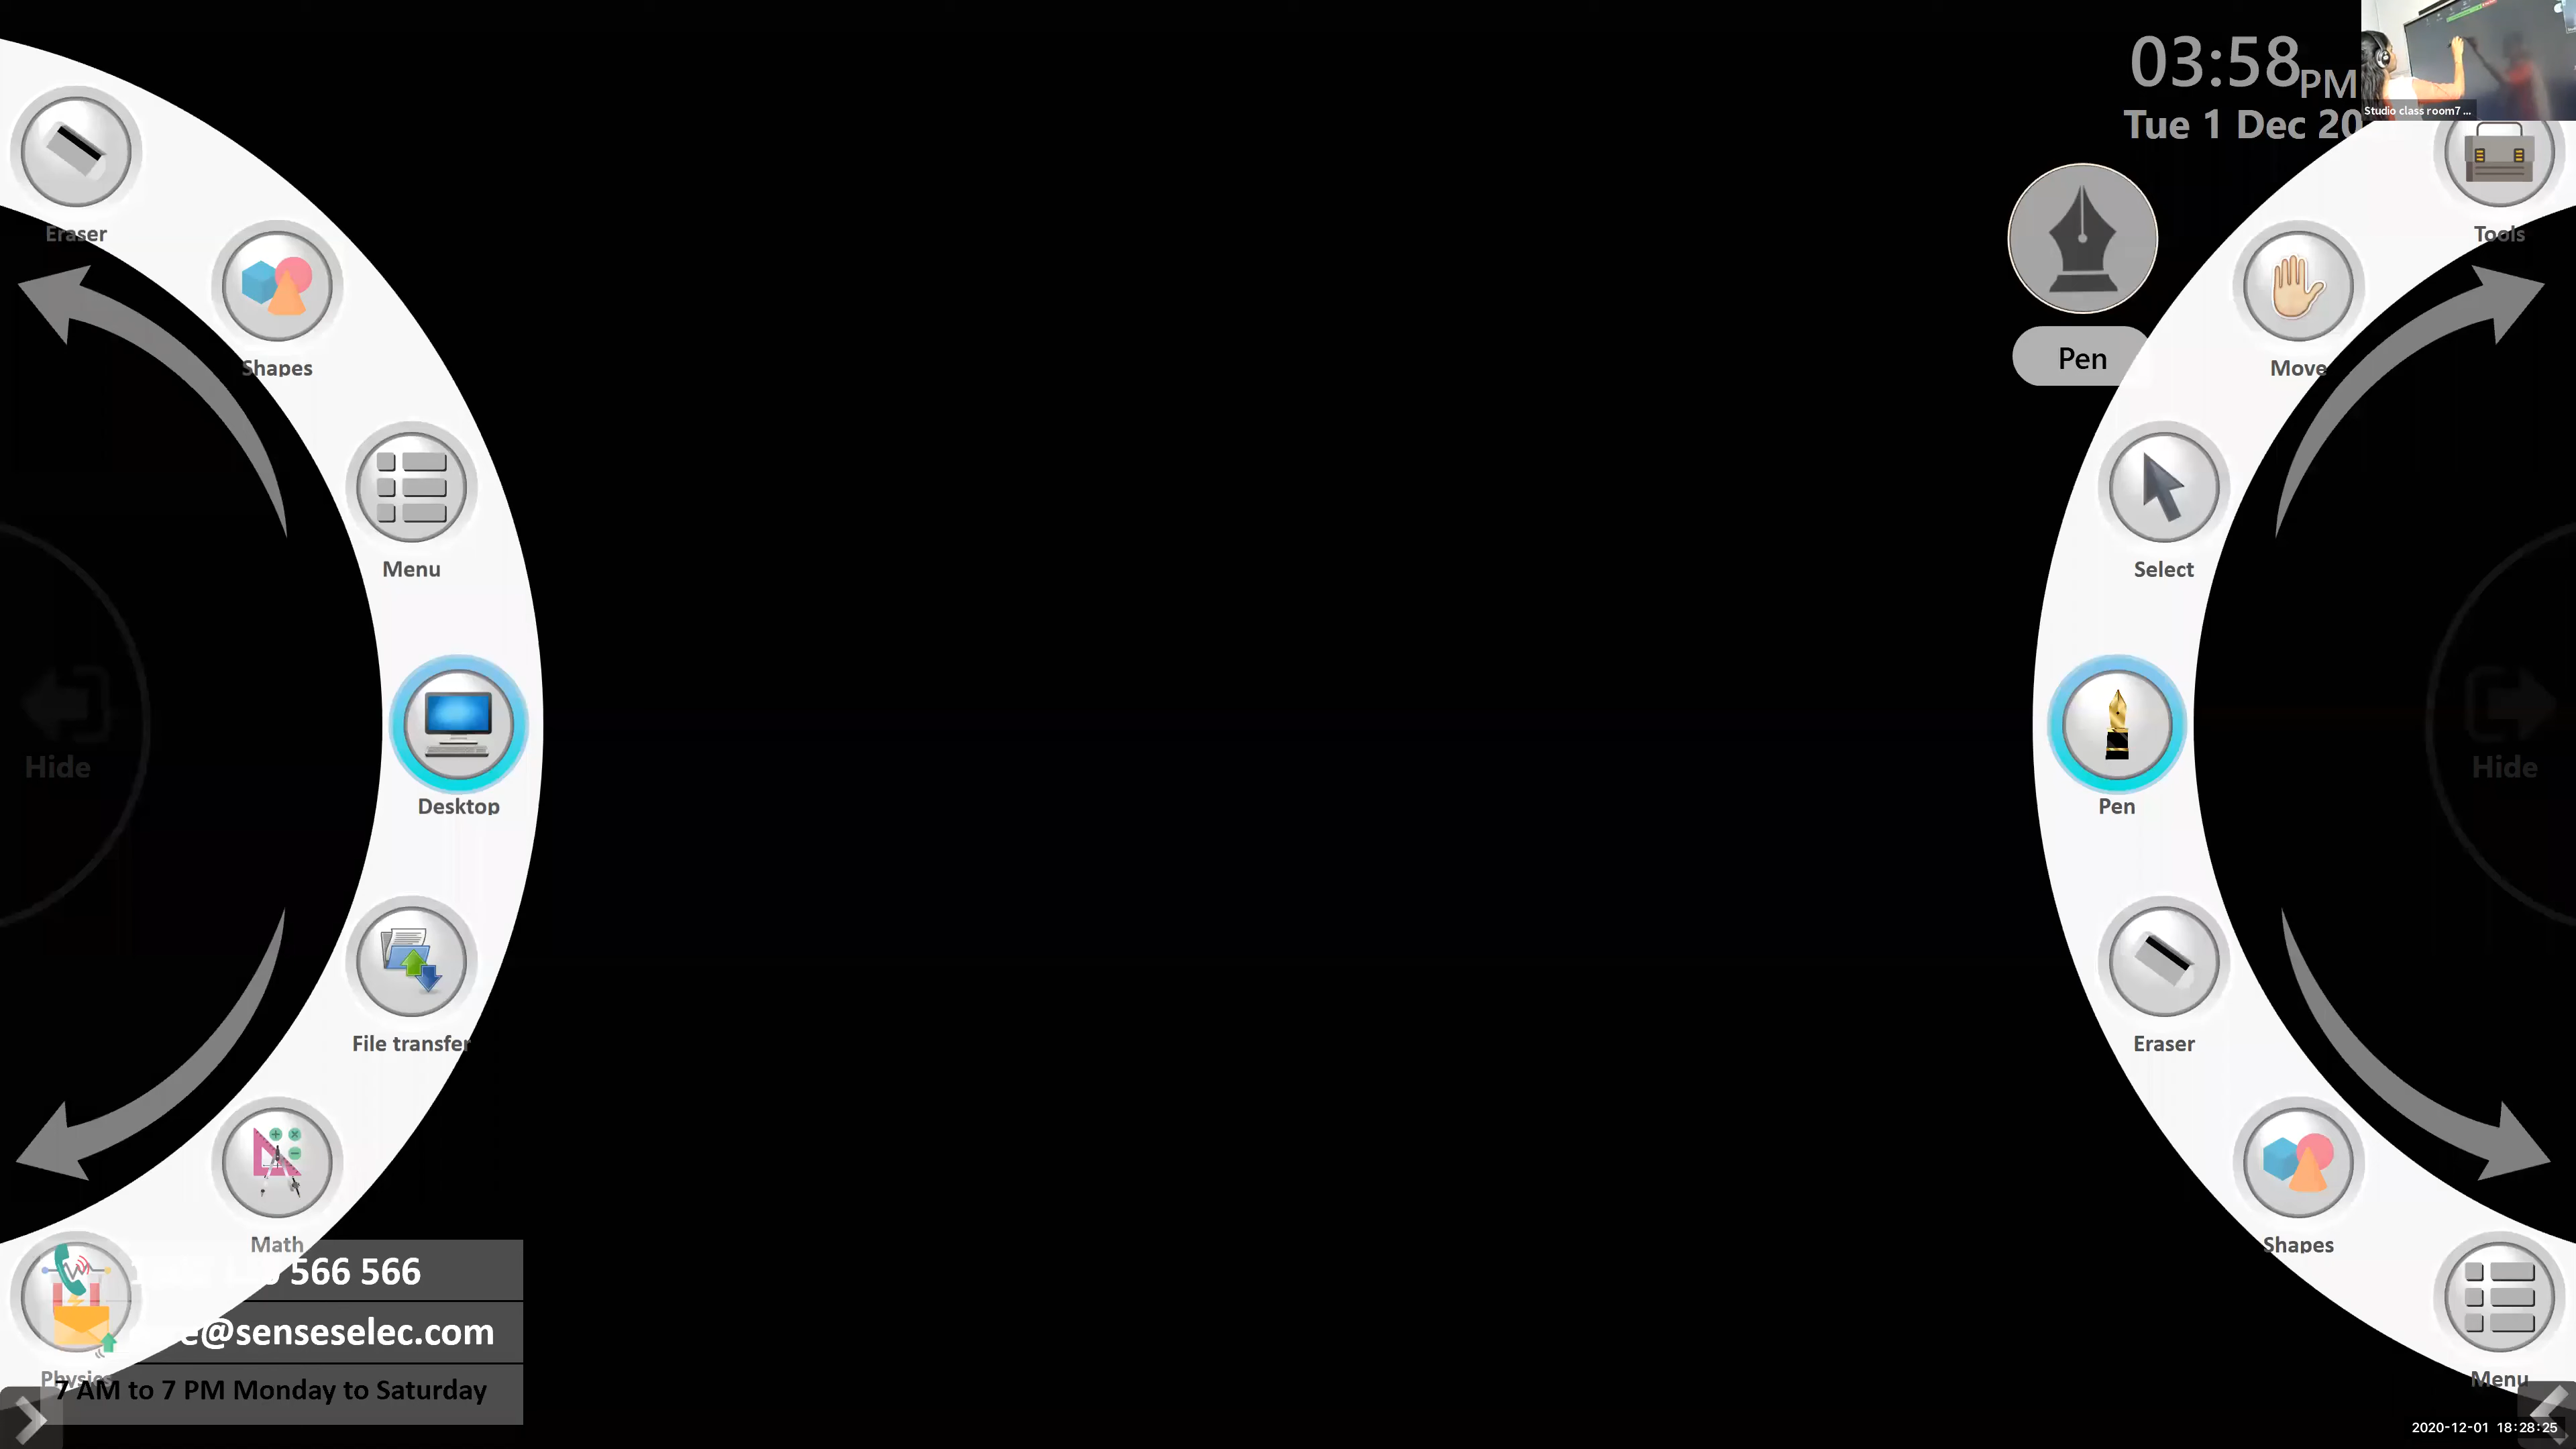 03:58 PM
Tue 1 Dec 20
Studio class room7 ...
Eraser
Shapes
Menu
Desktop
File transfer
Math
Physics
Hide
Pen
Tools
Move
Select
Pen
Eraser
Shapes
Menu
Hide
566 566
e@senseselec.com
7 AM to 7 PM Monday to Saturday
2020-12-01 18:28:25